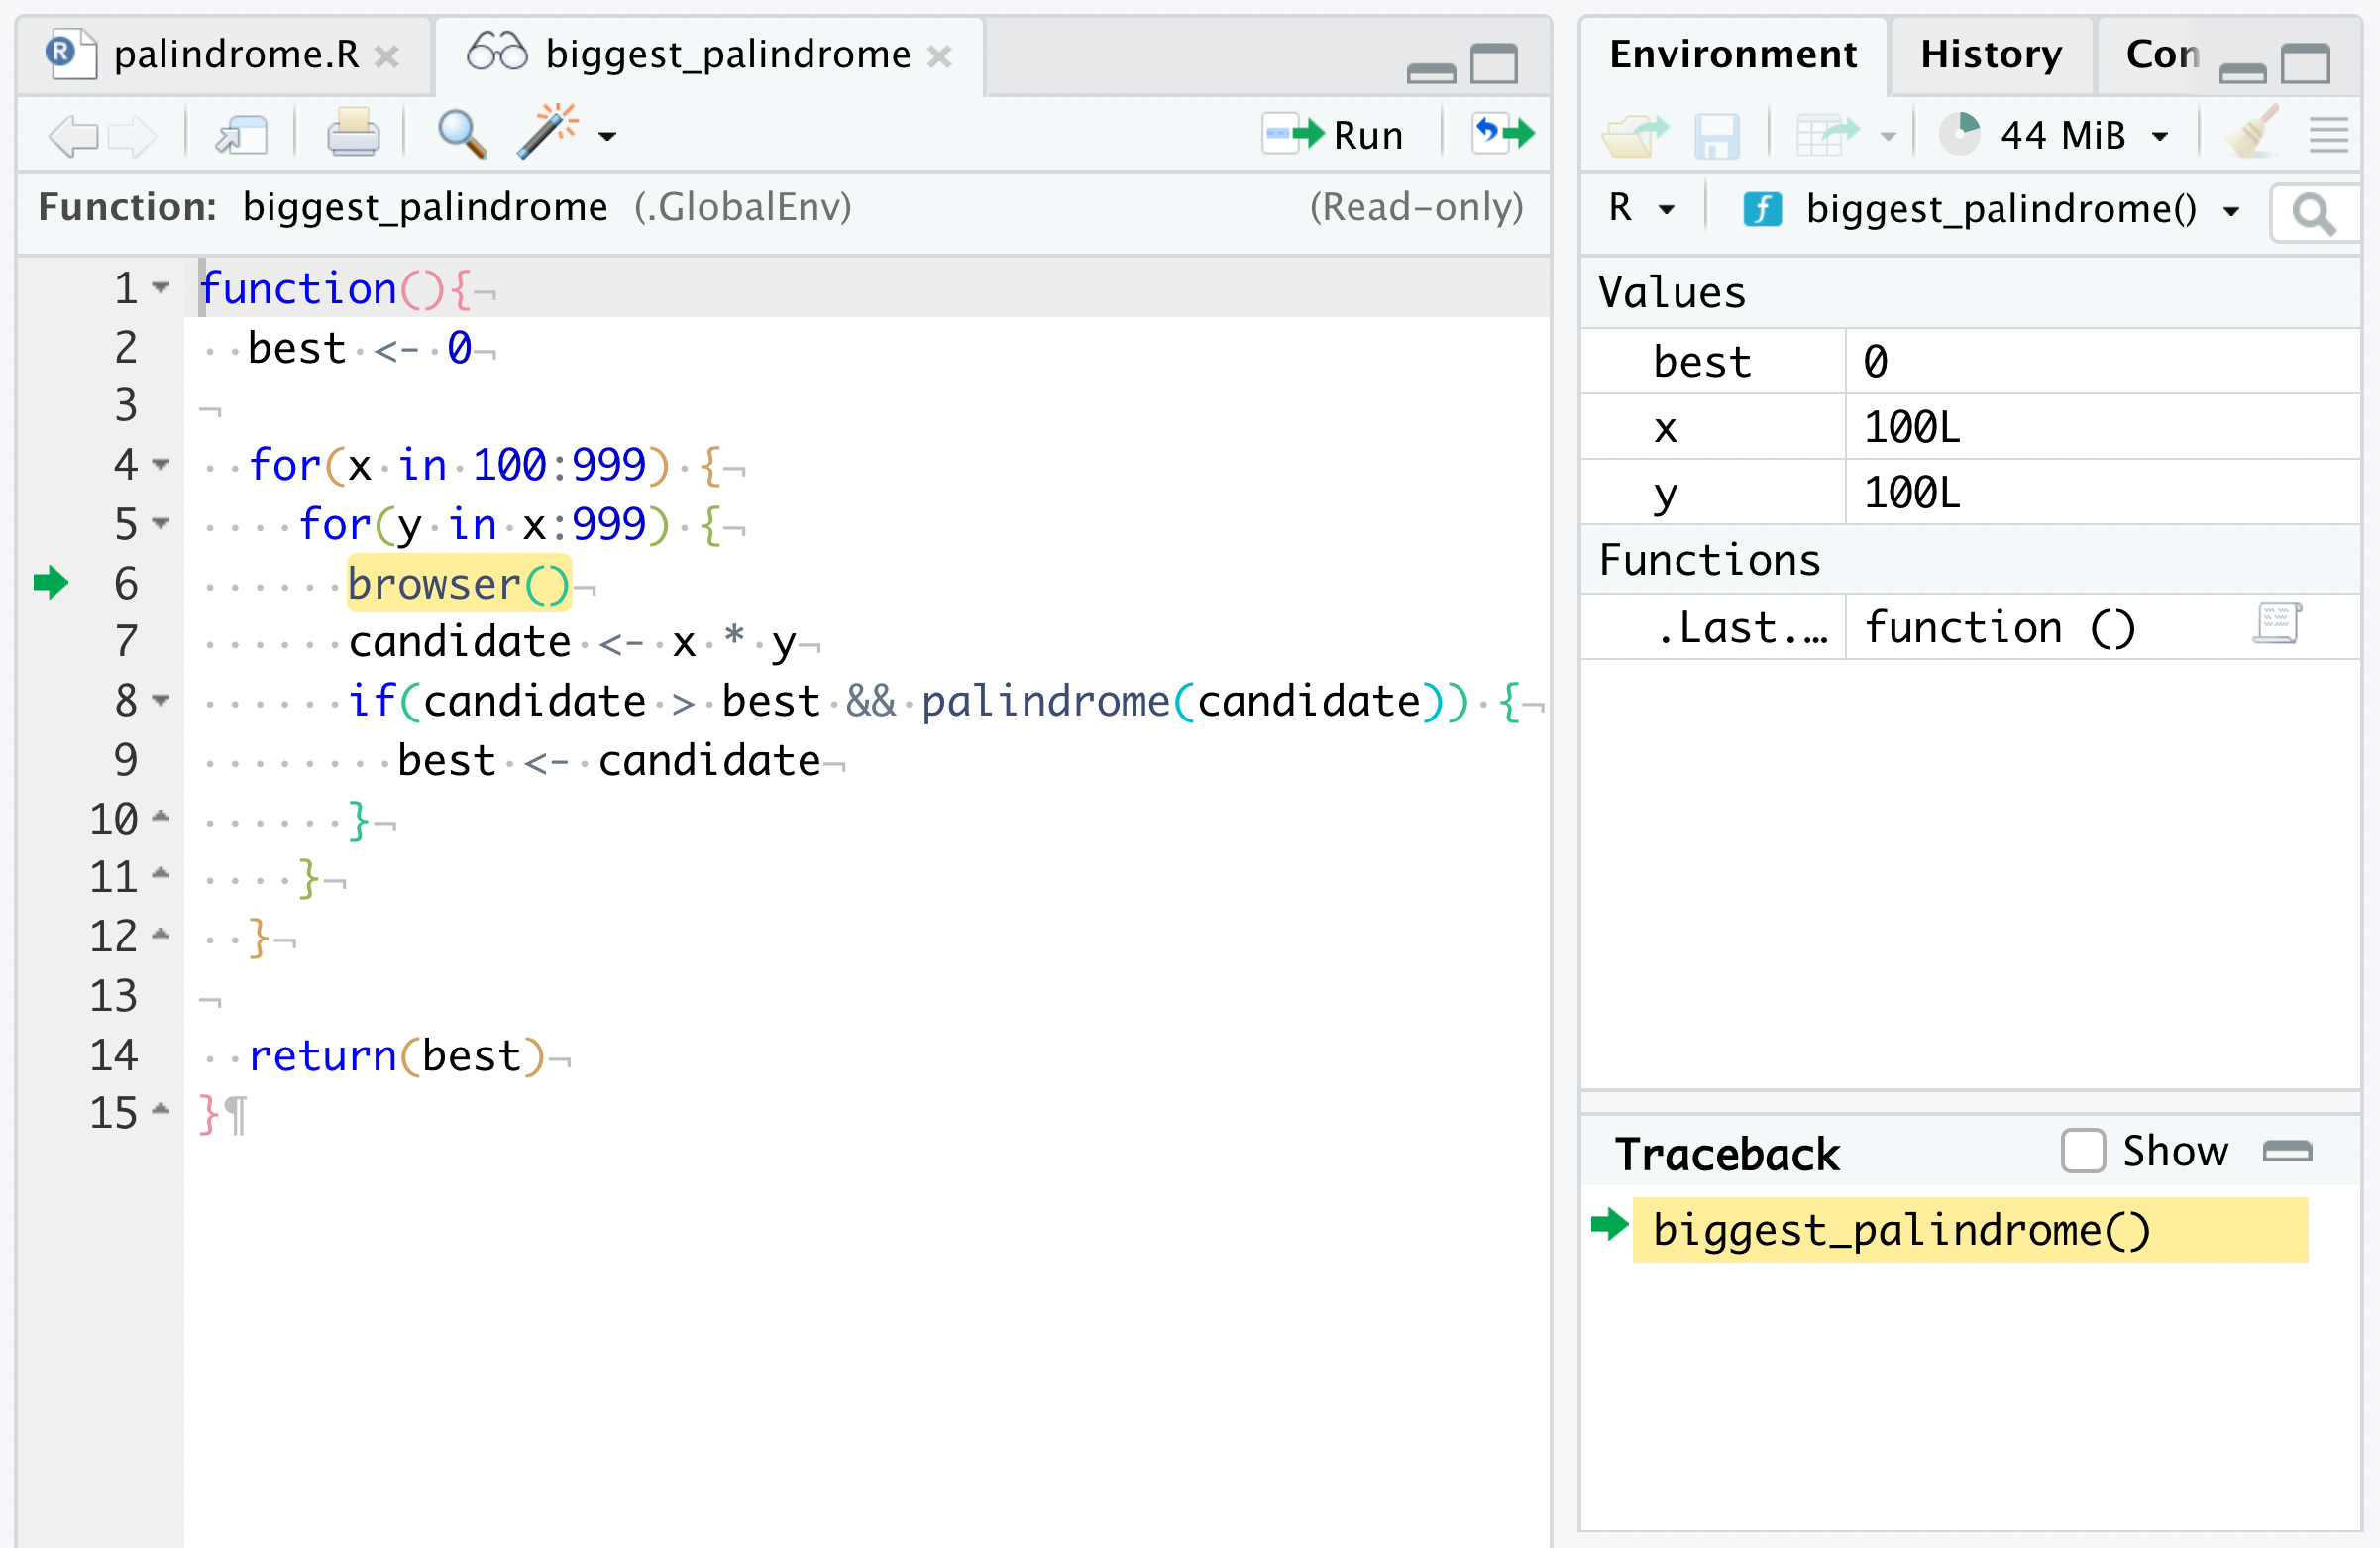 palindrome.R
biggest_palindrome
Run
Function: biggest_palindrome (.GlobalEnv) (Read-only)
1 function(){
2 best <- 0
3
4 for(x in 100:999) {
5 for(y in x:999) {
6 browser()
7 candidate <- x * y
8 if(candidate > best && palindrome(candidate)) {
9 best <- candidate
10 }
11 }
12 }
13
14 return(best)
15 }
Environment History Con
44 MiB
R biggest_palindrome()
Values
best 0
x 100L
y 100L
Functions
.Last.… function ()
Traceback Show
biggest_palindrome()